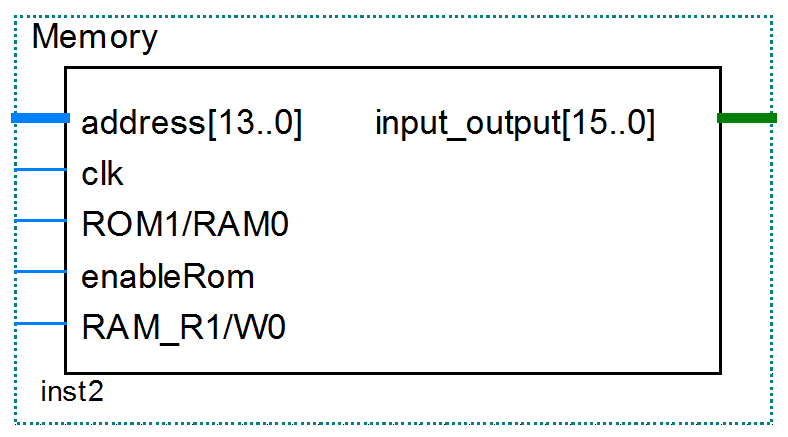 Memory
address[13..0] input_output[15..0]
clk
ROM1/RAM0
enableRom
RAM_R1/W0
inst2